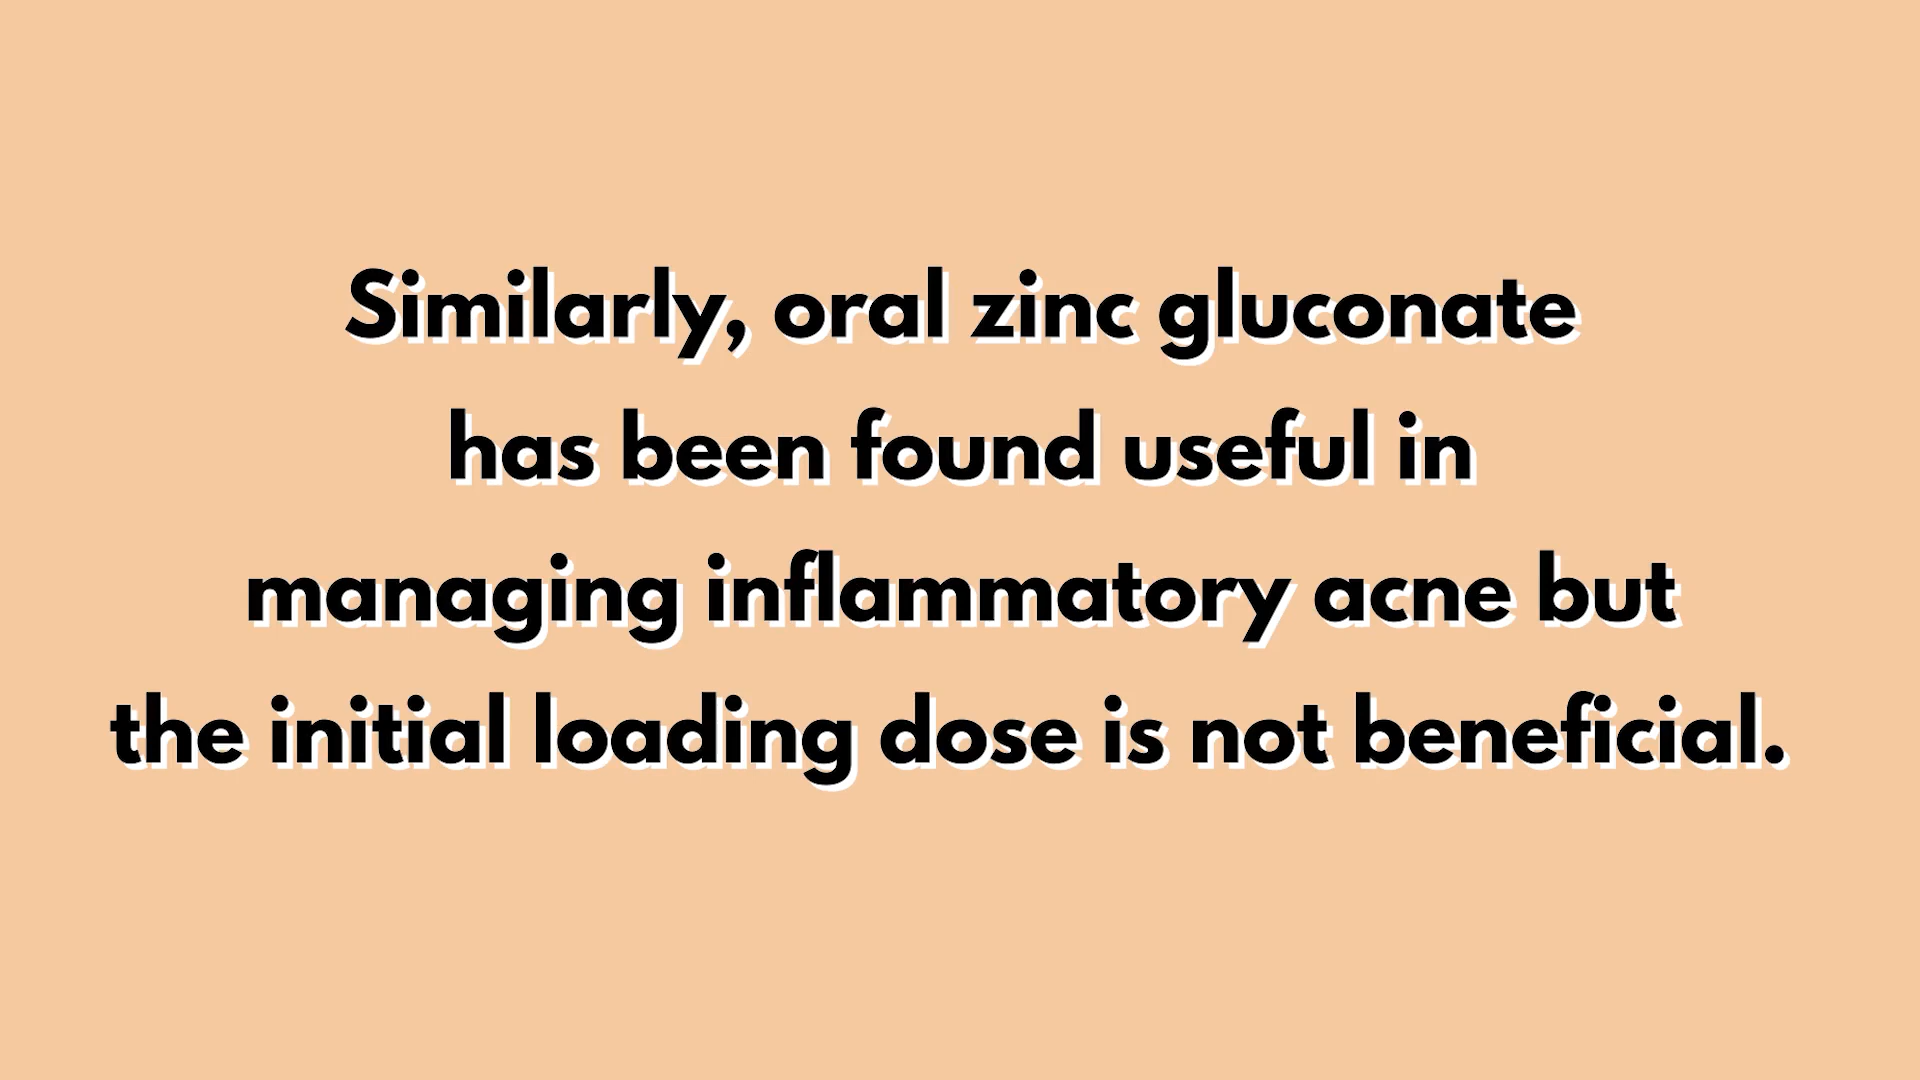 Similarly, oral zinc gluconate
has been found useful in
managing inflammatory acne but
the initial loading dose is not beneficial.